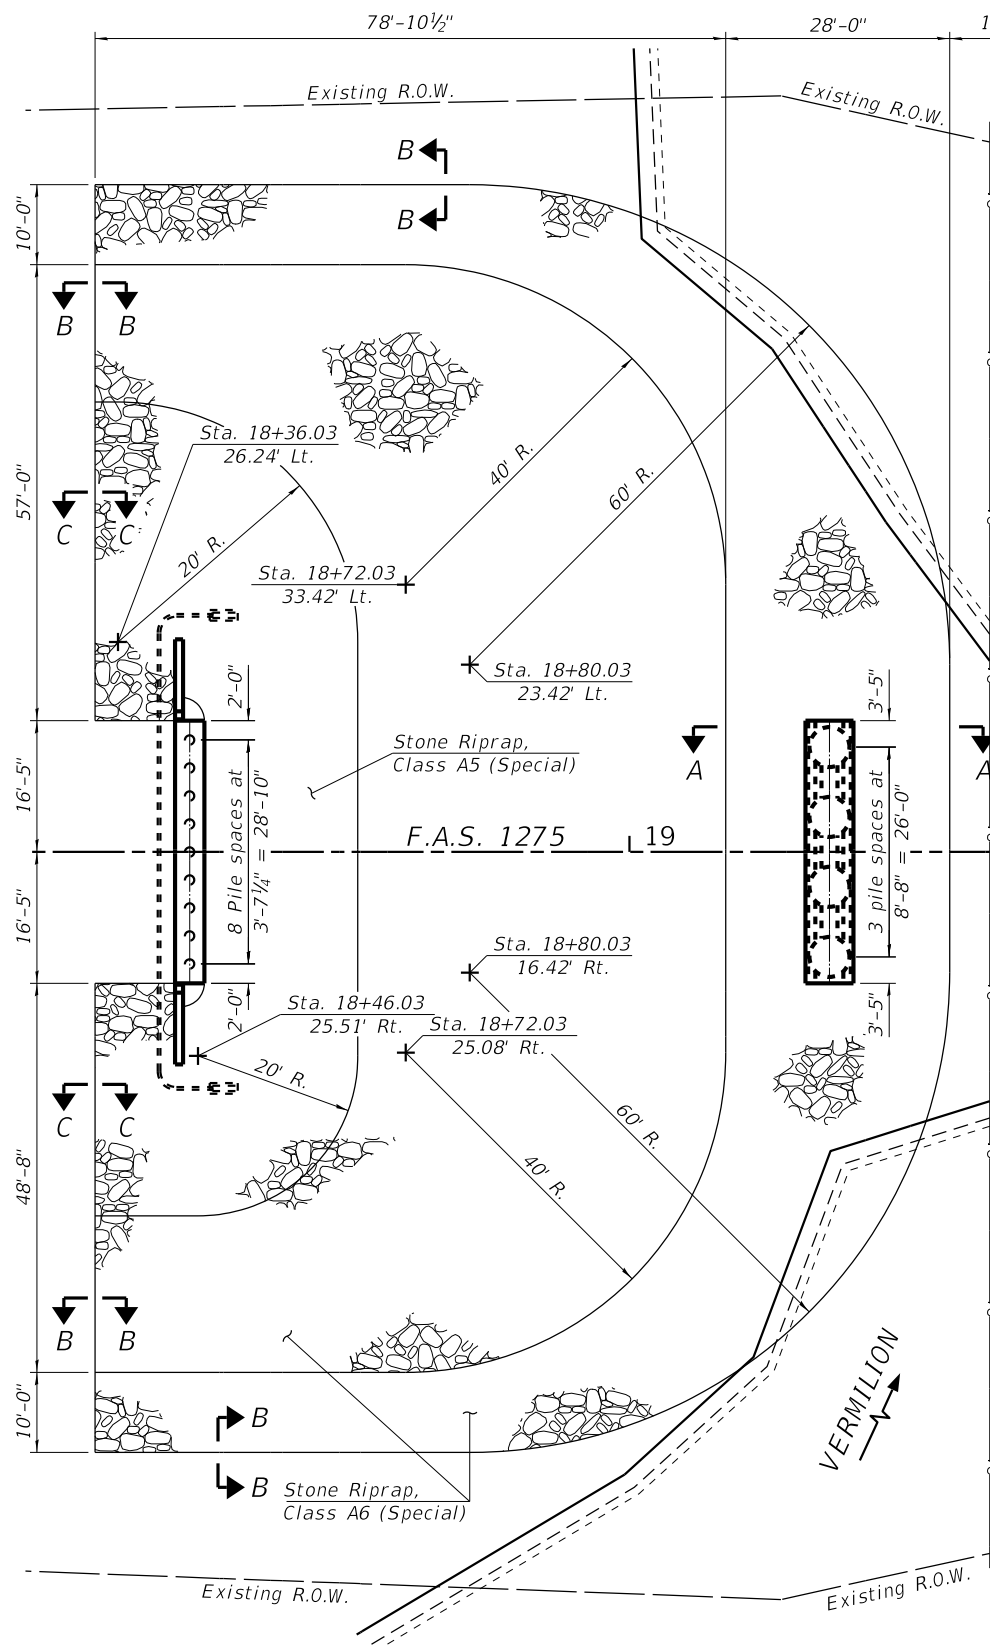 78'-10½"
28'-0"
1
Existing R.O.W.
Existing R.O.W.
B
B
10'-0"
B
B
57'-0"
Sta. 18+36.03
26.24' Lt.
40' R.
60' R.
C
C
20' R.
Sta. 18+72.03
33.42' Lt.
Sta. 18+80.03
23.42' Lt.
2'-0"
3'-5"
Stone Riprap,
Class A5 (Special)
A
A
16'-5"
8 Pile spaces at
3'-7¼" = 28'-10"
F.A.S. 1275
19
3 pile spaces at
8'-8" = 26'-0"
16'-5"
Sta. 18+80.03
16.42' Rt.
2'-0"
3'-5"
Sta. 18+46.03
25.51' Rt.
Sta. 18+72.03
25.08' Rt.
20' R.
C
C
60' R.
40' R.
48'-8"
B
B
10'-0"
B
B
Stone Riprap,
Class A6 (Special)
VERMILION
Existing R.O.W.
Existing R.O.W.